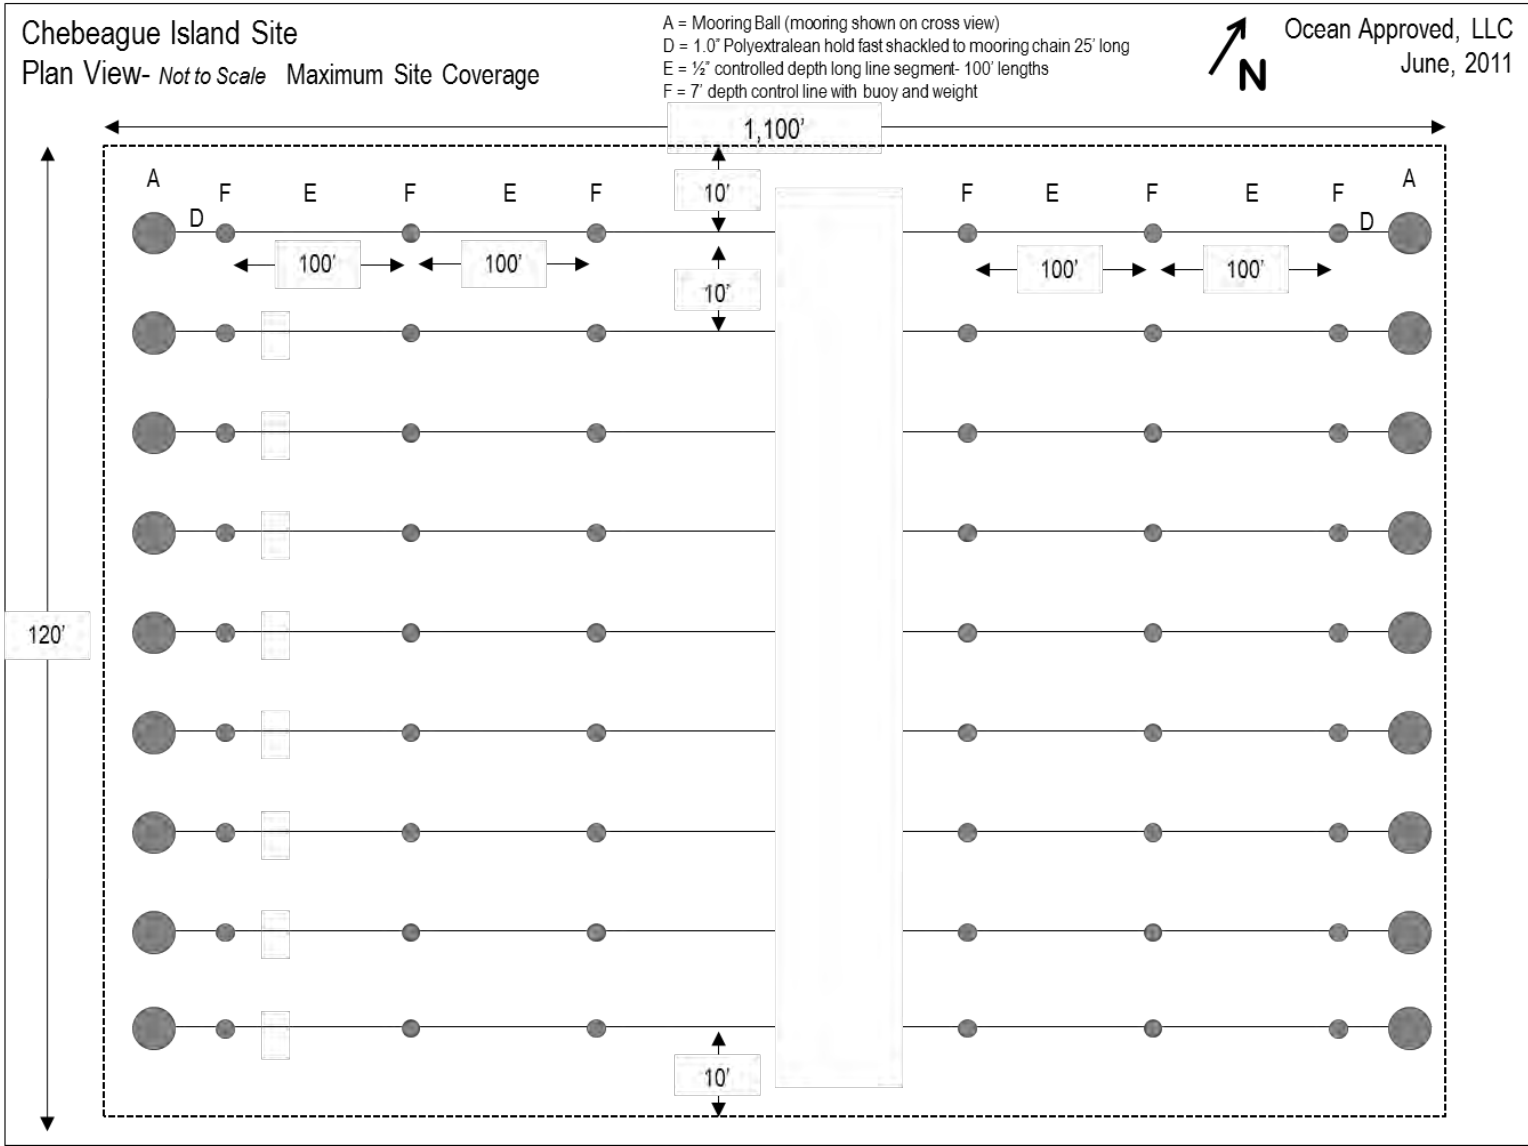 Chebeague Island Site
Plan View- Not to Scale Maximum Site Coverage
A = Mooring Ball (mooring shown on cross view)
D = 1.0" Polyextralean hold fast shackled to mooring chain 25' long
E = ½" controlled depth long line segment- 100' lengths
F = 7' depth control line with buoy and weight
N
Ocean Approved, LLC
June, 2011
1,100'
A F E F E F 10' F E F E F A
D D
100' 100' 10' 100' 100'
120'
10'